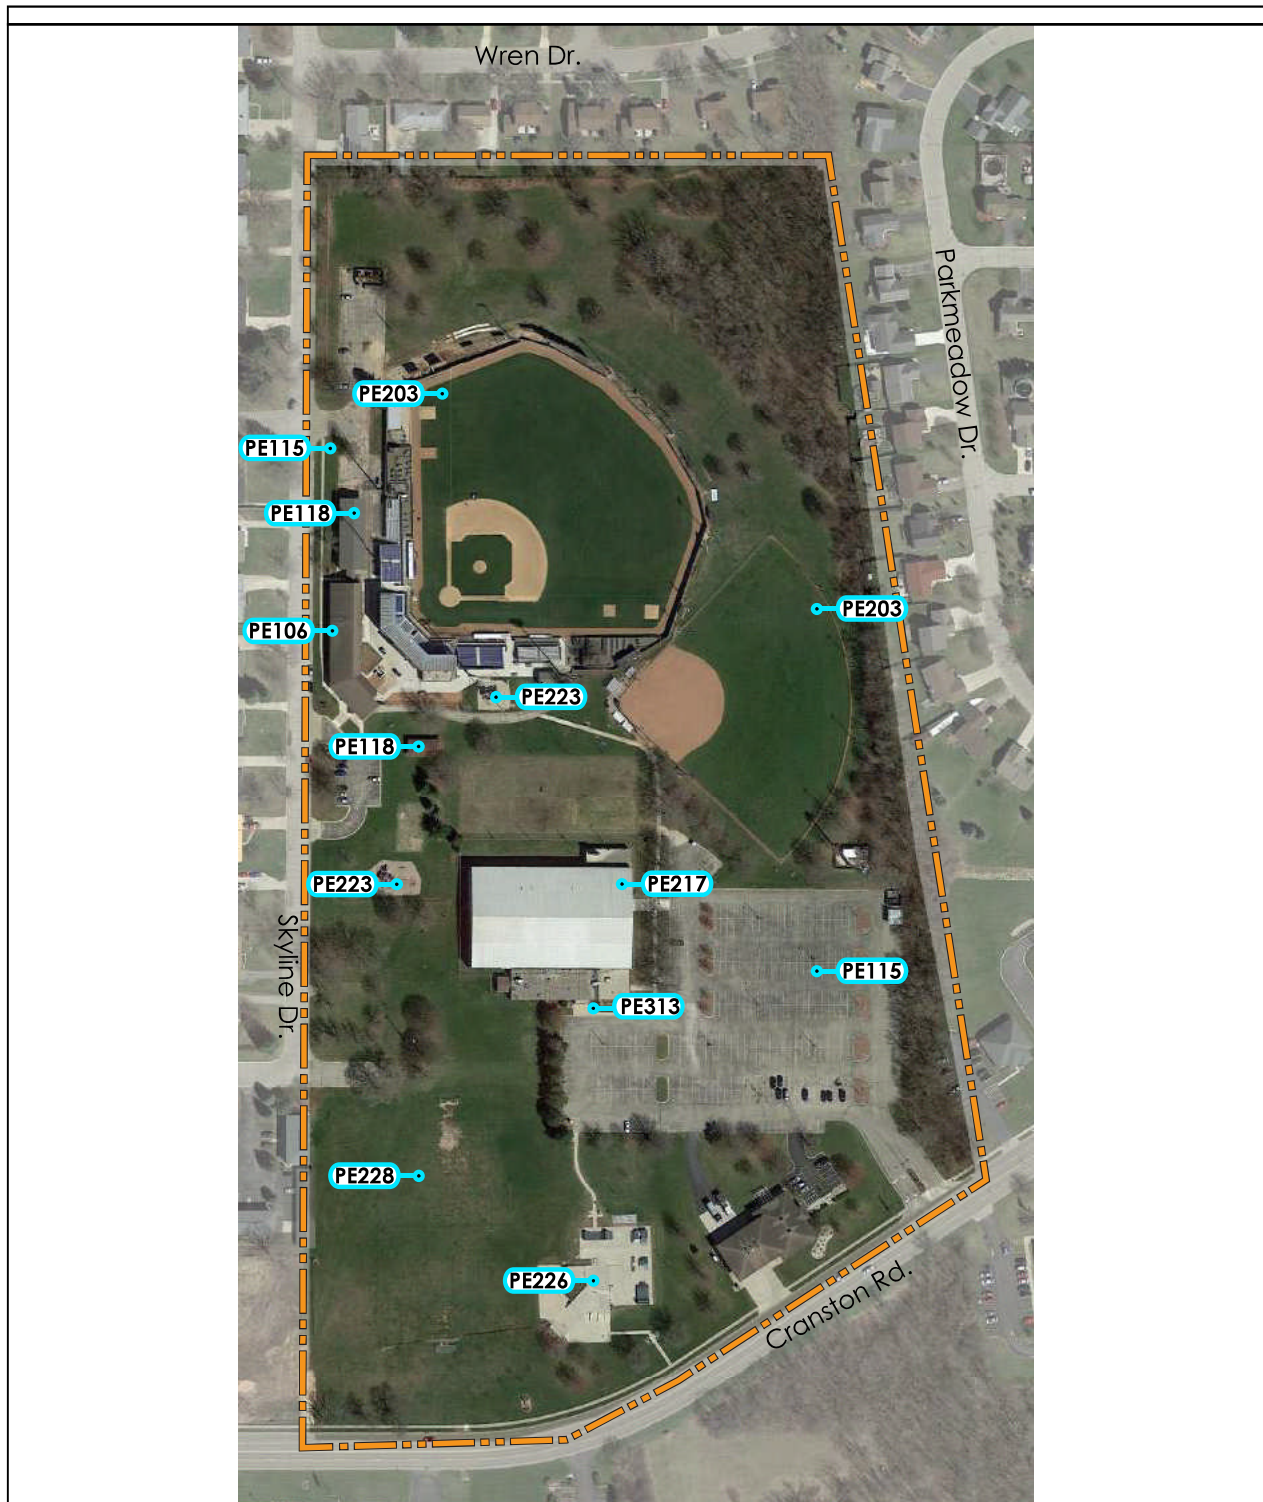 Wren Dr.
Parkmeadow Dr.
PE203
PE115
PE118
PE203
PE106
PE223
PE118
PE223
PE217
Skyline Dr.
PE115
PE313
PE228
PE226
Cranston Rd.